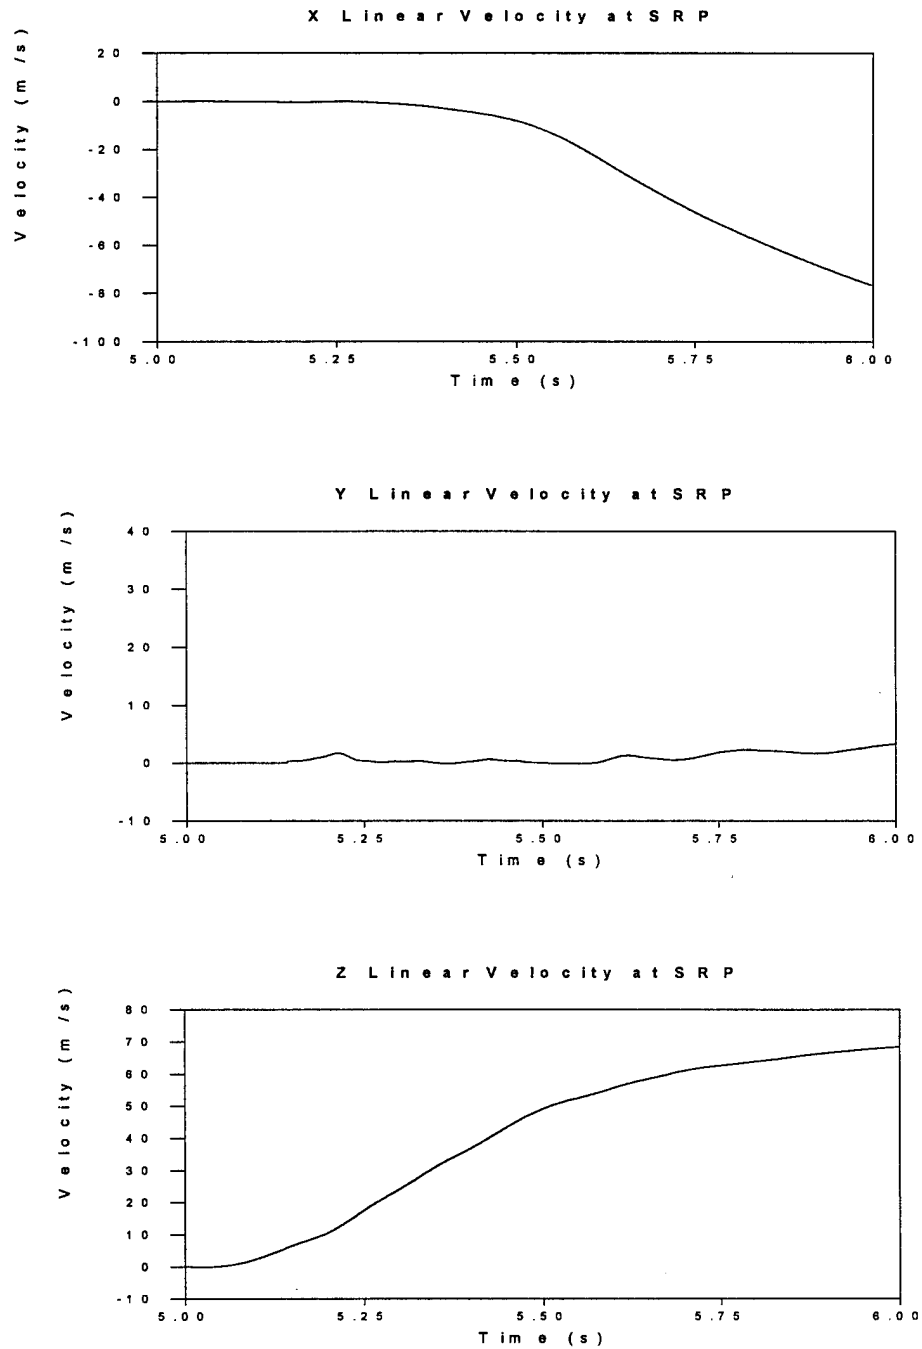 X Linear Velocity at SRP
Velocity (m/s)
20
0
-20
-40
-60
-80
-100
5.00 5.25 5.50 5.75 6.00
Time (s)
Y Linear Velocity at SRP
Velocity (m/s)
40
30
20
10
0
-10
5.00 5.25 5.50 5.75 6.00
Time (s)
Z Linear Velocity at SRP
Velocity (m/s)
80
70
60
50
40
30
20
10
0
-10
5.00 5.25 5.50 5.75 6.00
Time (s)